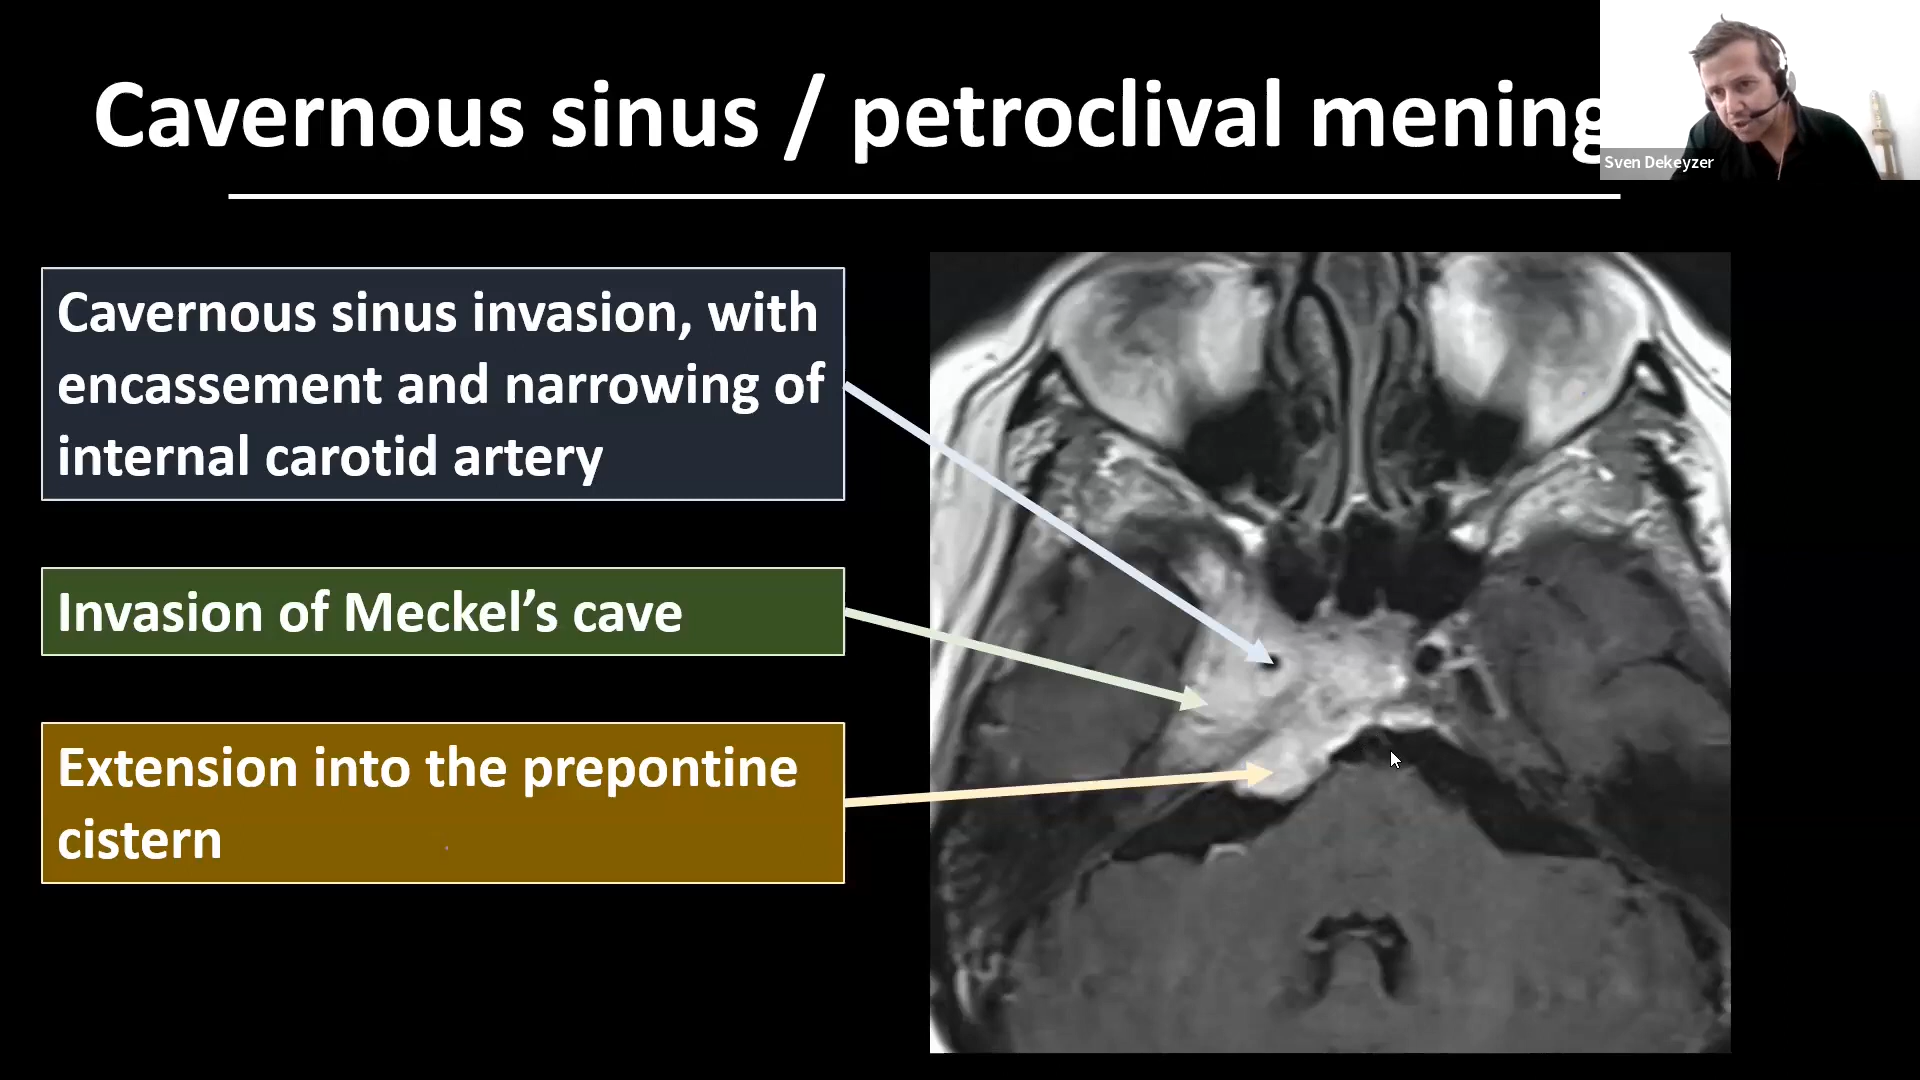 Cavernous sinus / petroclival mening
Sven Dekeyzer
Cavernous sinus invasion, with
encassement and narrowing of
internal carotid artery
Invasion of Meckel’s cave
Extension into the prepontine
cistern